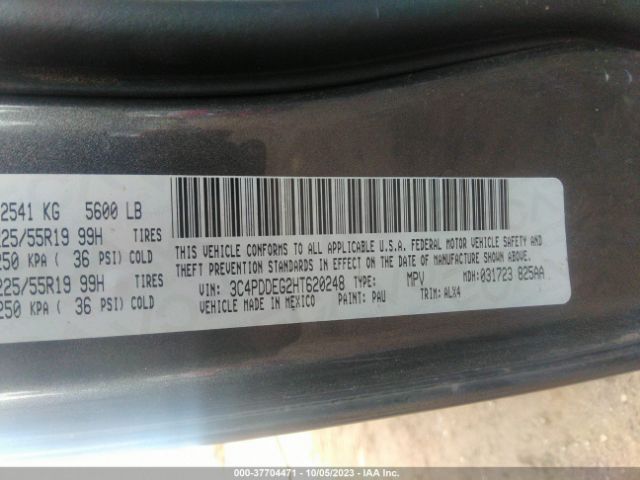 2541 KG 5600 LB
225/55R19 99H TIRES
250 KPA ( 36 PSI) COLD
225/55R19 99H TIRES
250 KPA ( 36 PSI) COLD
THIS VEHICLE CONFORMS TO ALL APPLICABLE U.S.A. FEDERAL MOTOR VEHICLE SAFETY AND
THEFT PREVENTION STANDARDS IN EFFECT ON THE DATE OF MANUFACTURE SHOWN ABOVE.
VIN: 3C4PDDEG2HT620248 TYPE: MPV MDH:031723 825AA
VEHICLE MADE IN MEXICO PAINT: PAU TRIM: ALX4
000-37704471 - 10/05/2023 - IAAI.COM